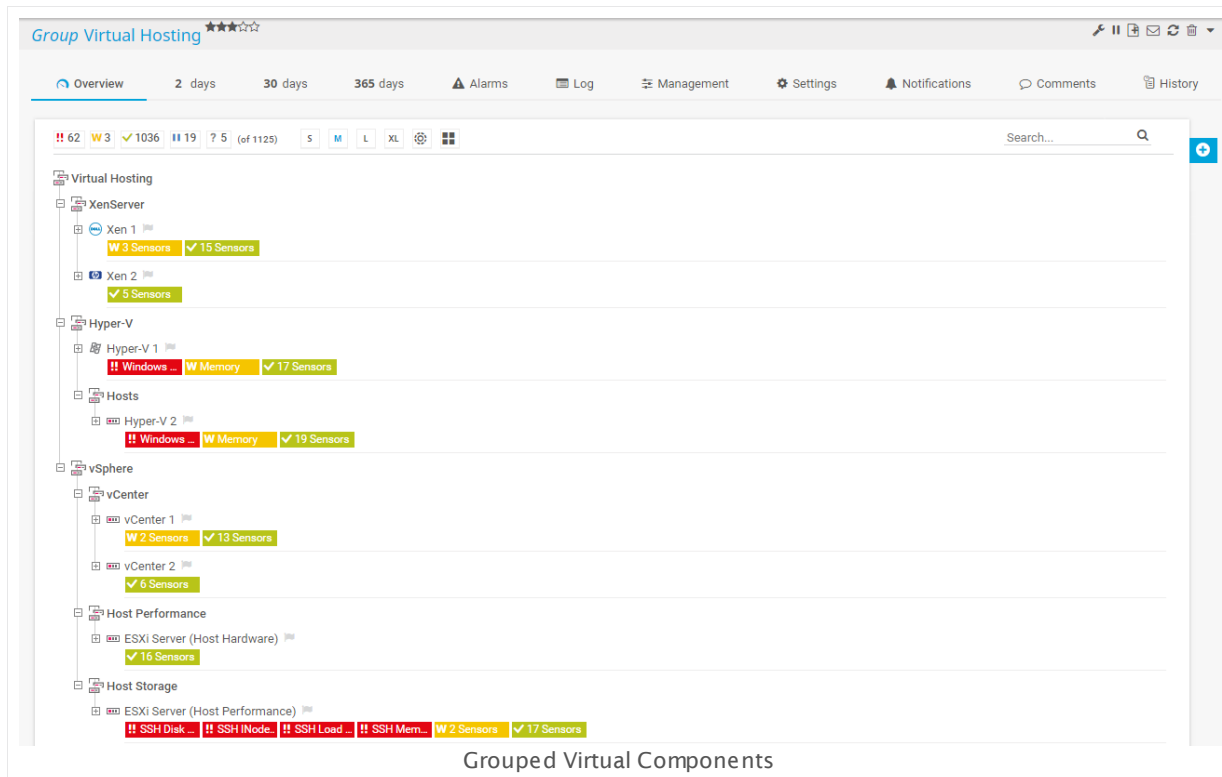 Group Virtual Hosting
Overview 2 days 30 days 365 days Alarms Log Management Settings Notifications Comments History
!! 62 W 3 1036 19 ? 5 (of 1125) S M L XL Search...
Virtual Hosting
XenServer
Xen 1
W 3 Sensors 15 Sensors
Xen 2
5 Sensors
Hyper-V
Hyper-V 1
!! Windows ... W Memory 17 Sensors
Hosts
Hyper-V 2
!! Windows ... W Memory 19 Sensors
vSphere
vCenter
vCenter 1
W 2 Sensors 13 Sensors
vCenter 2
6 Sensors
Host Performance
ESXi Server (Host Hardware)
16 Sensors
Host Storage
ESXi Server (Host Performance)
!! SSH Disk ... !! SSH INode.. !! SSH Load ... !! SSH Mem... W 2 Sensors 17 Sensors
Grouped Virtual Components